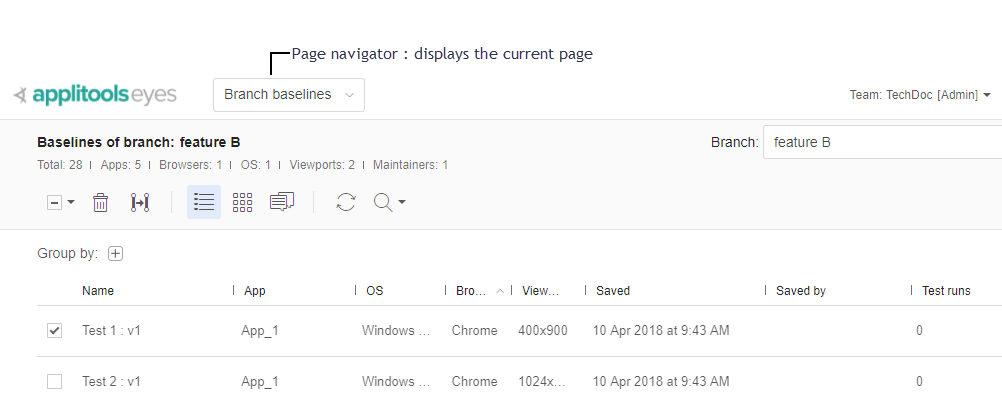 Page navigator : displays the current page
applitools eyes
Branch baselines
Team: TechDoc [Admin]
Baselines of branch: feature B
Branch: feature B
Total: 28 Apps: 5 Browsers: 1 OS: 1 Viewports: 2 Maintainers: 1
Group by:
Name App OS Bro... View... Saved Saved by Test runs
Test 1 : v1 App_1 Windows ... Chrome 400x900 10 Apr 2018 at 9:43 AM 0
Test 2 : v1 App_1 Windows ... Chrome 1024x... 10 Apr 2018 at 9:43 AM 0